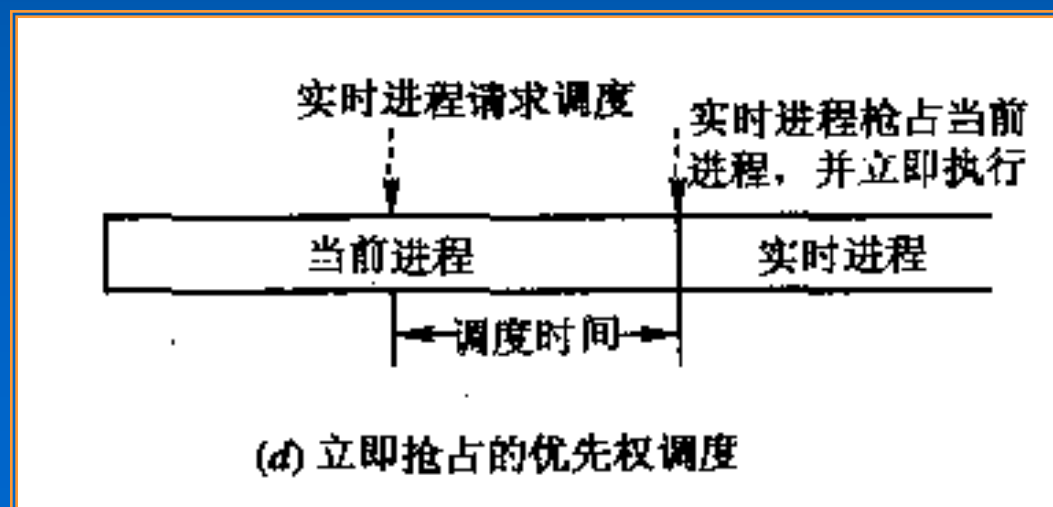 实时进程请求调度
实时进程枪占当前
进程，并立即执行
当前进程
实时进程
调度时间
(d) 立即抢占的优先权调度